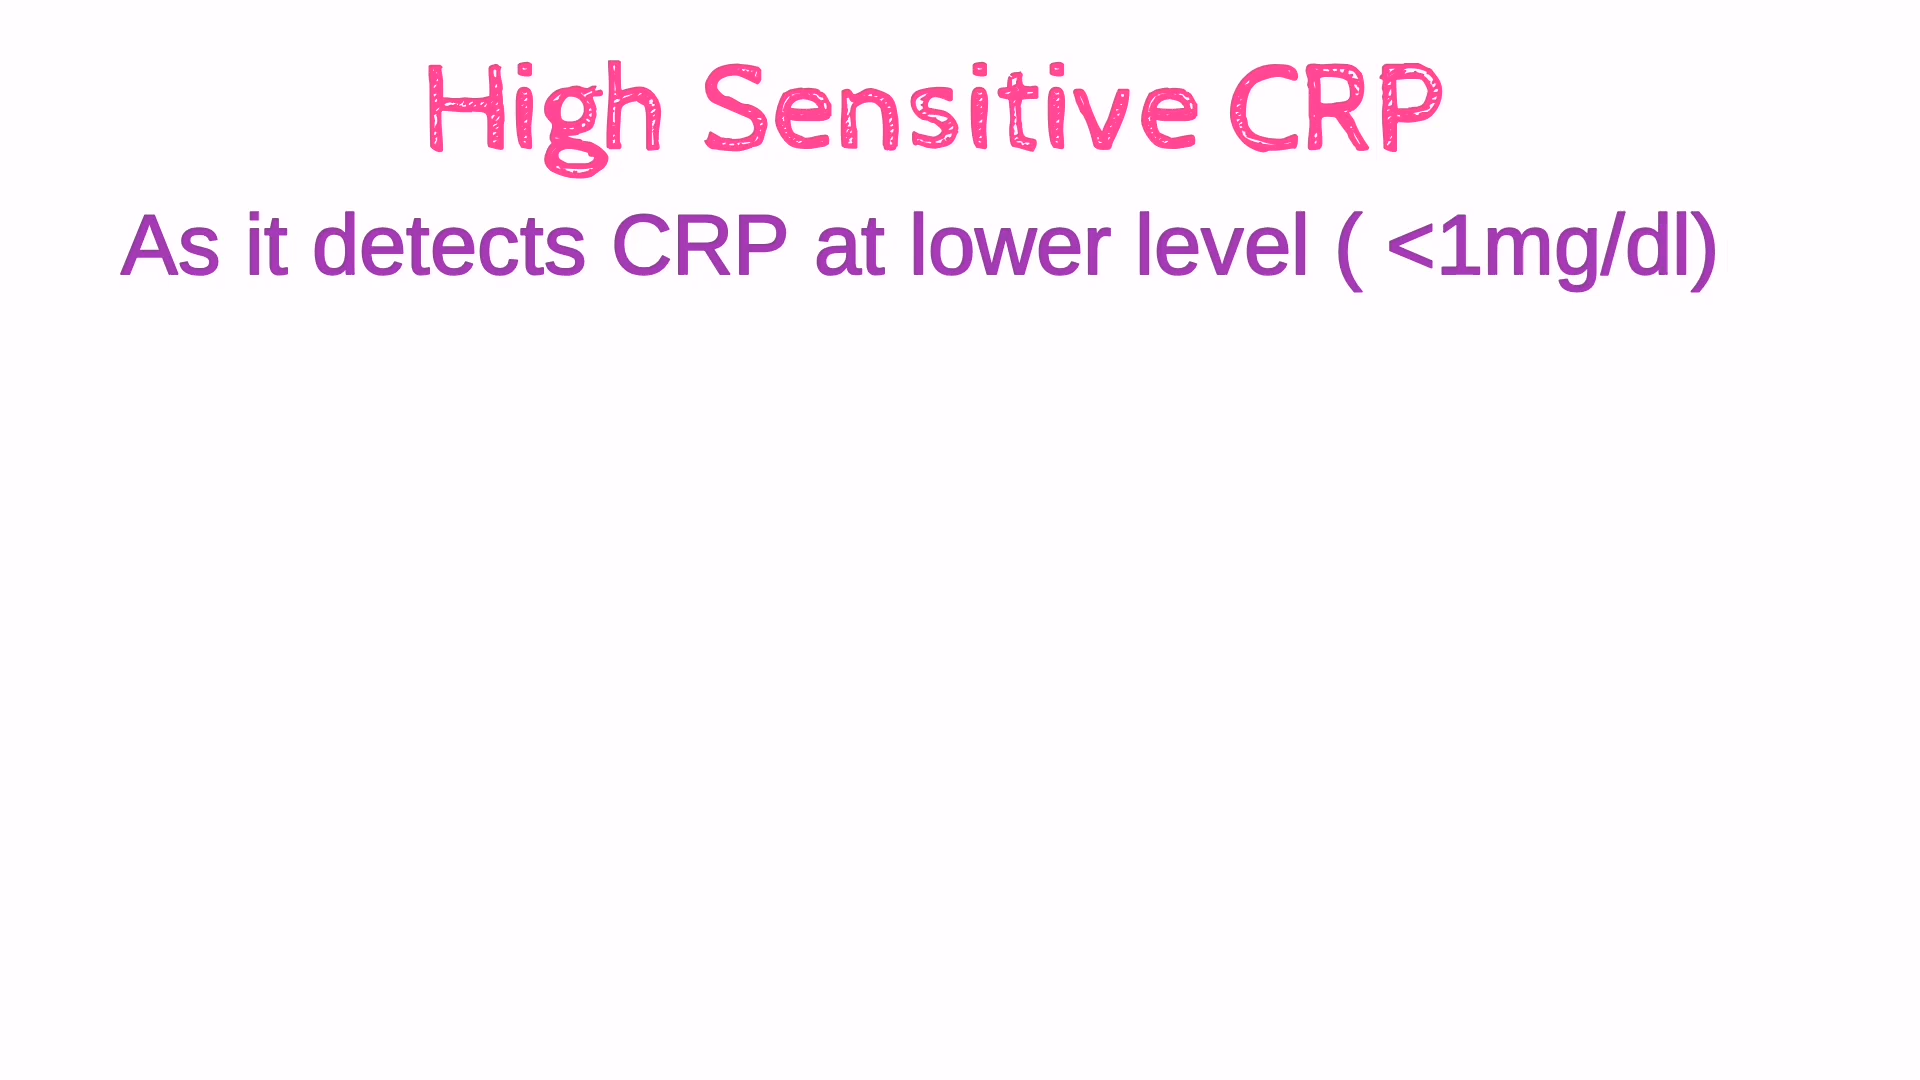 High Sensitive CRP
As it detects CRP at lower level ( <1mg/dl)